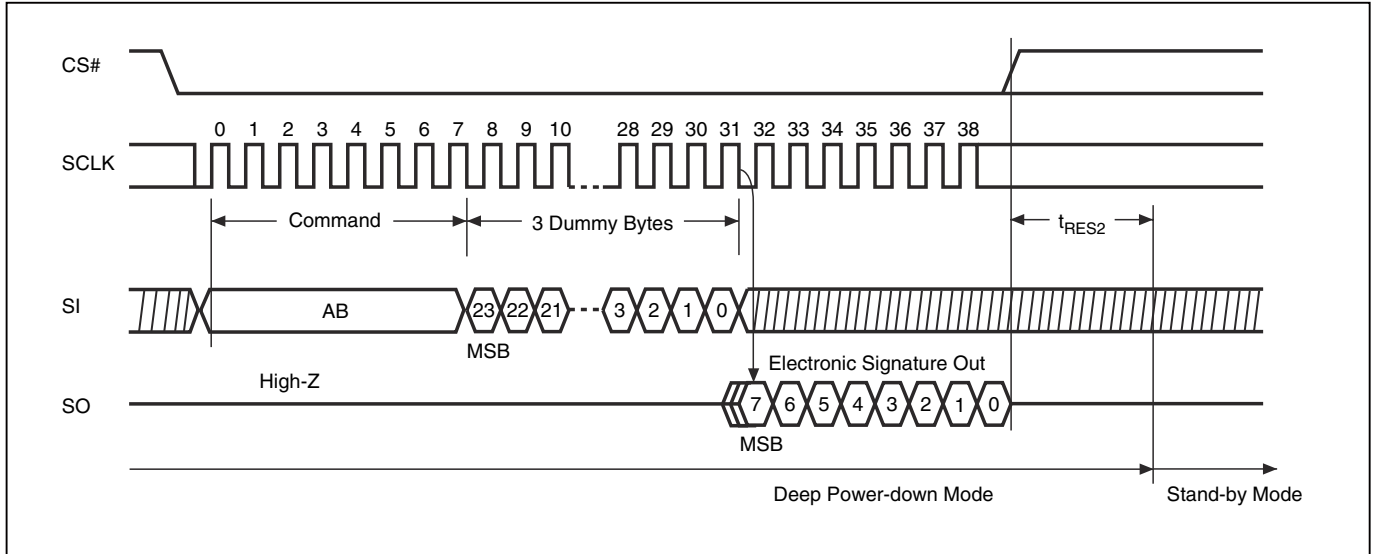 CS#
0 1 2 3 4 5 6 7 8 9 10 28 29 30 31 32 33 34 35 36 37 38
SCLK
Command 3 Dummy Bytes tRES2
SI AB 23 22 21 3 2 1 0
MSB
Electronic Signature Out
High-Z
SO 7 6 5 4 3 2 1 0
MSB
Deep Power-down Mode Stand-by Mode